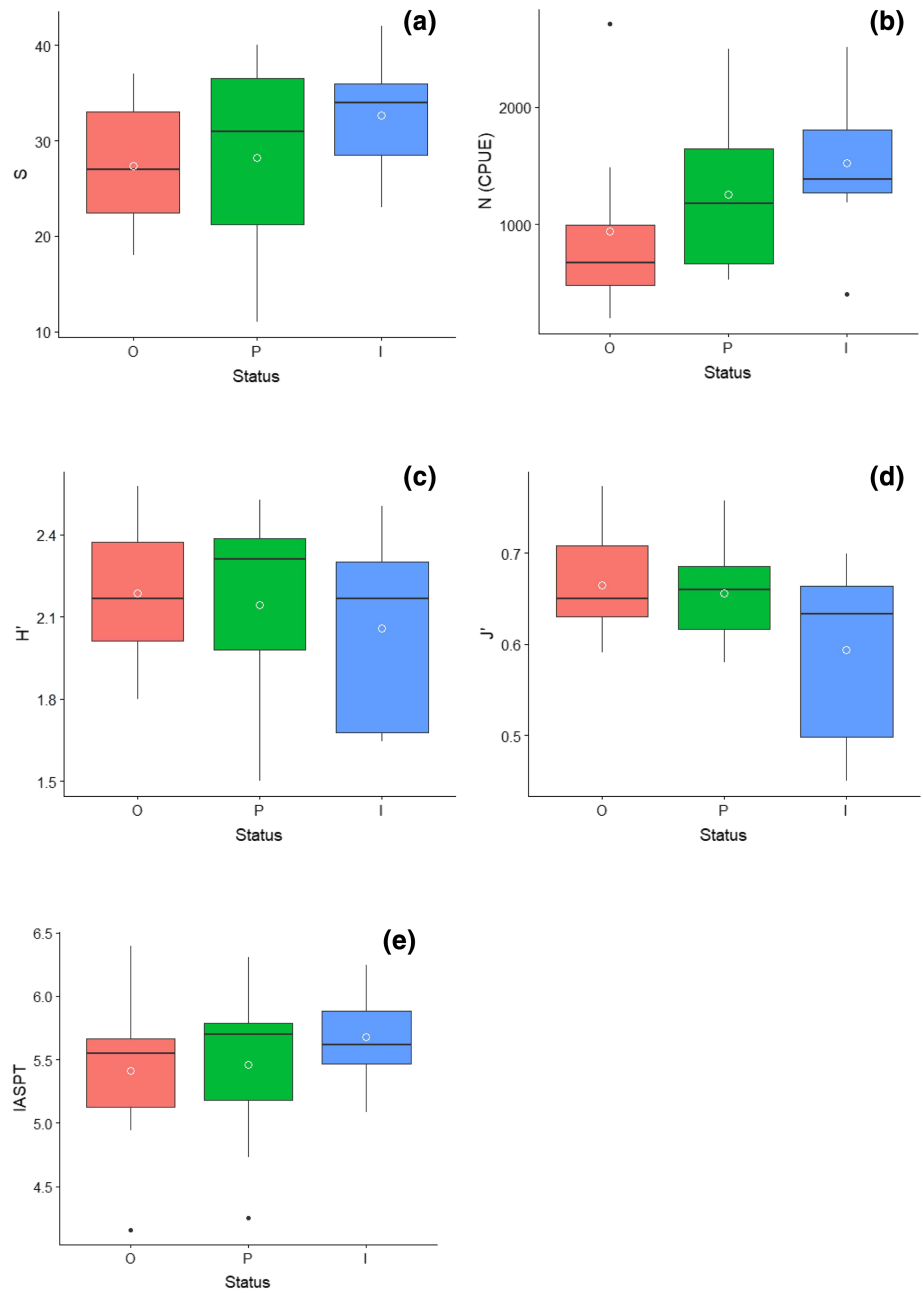 (a)
S
40
30
20
10
O P I
Status
(b)
N (CPUE)
2000
1000
O P I
Status
(c)
H'
2.4
2.1
1.8
1.5
O P I
Status
(d)
J'
0.7
0.6
0.5
O P I
Status
(e)
IASPT
6.5
6.0
5.5
5.0
4.5
O P I
Status